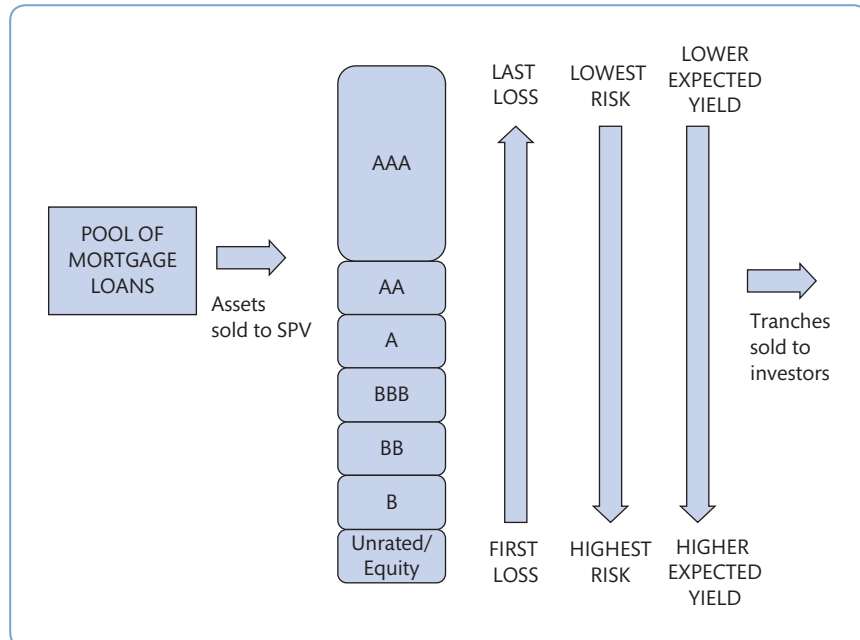 POOL OF
MORTGAGE
LOANS
Assets
sold to SPV
AAA
AA
A
BBB
BB
B
Unrated/
Equity
LAST
LOSS
FIRST
LOSS
LOWEST
RISK
HIGHEST
RISK
LOWER
EXPECTED
YIELD
HIGHER
EXPECTED
YIELD
Tranches
sold to
investors